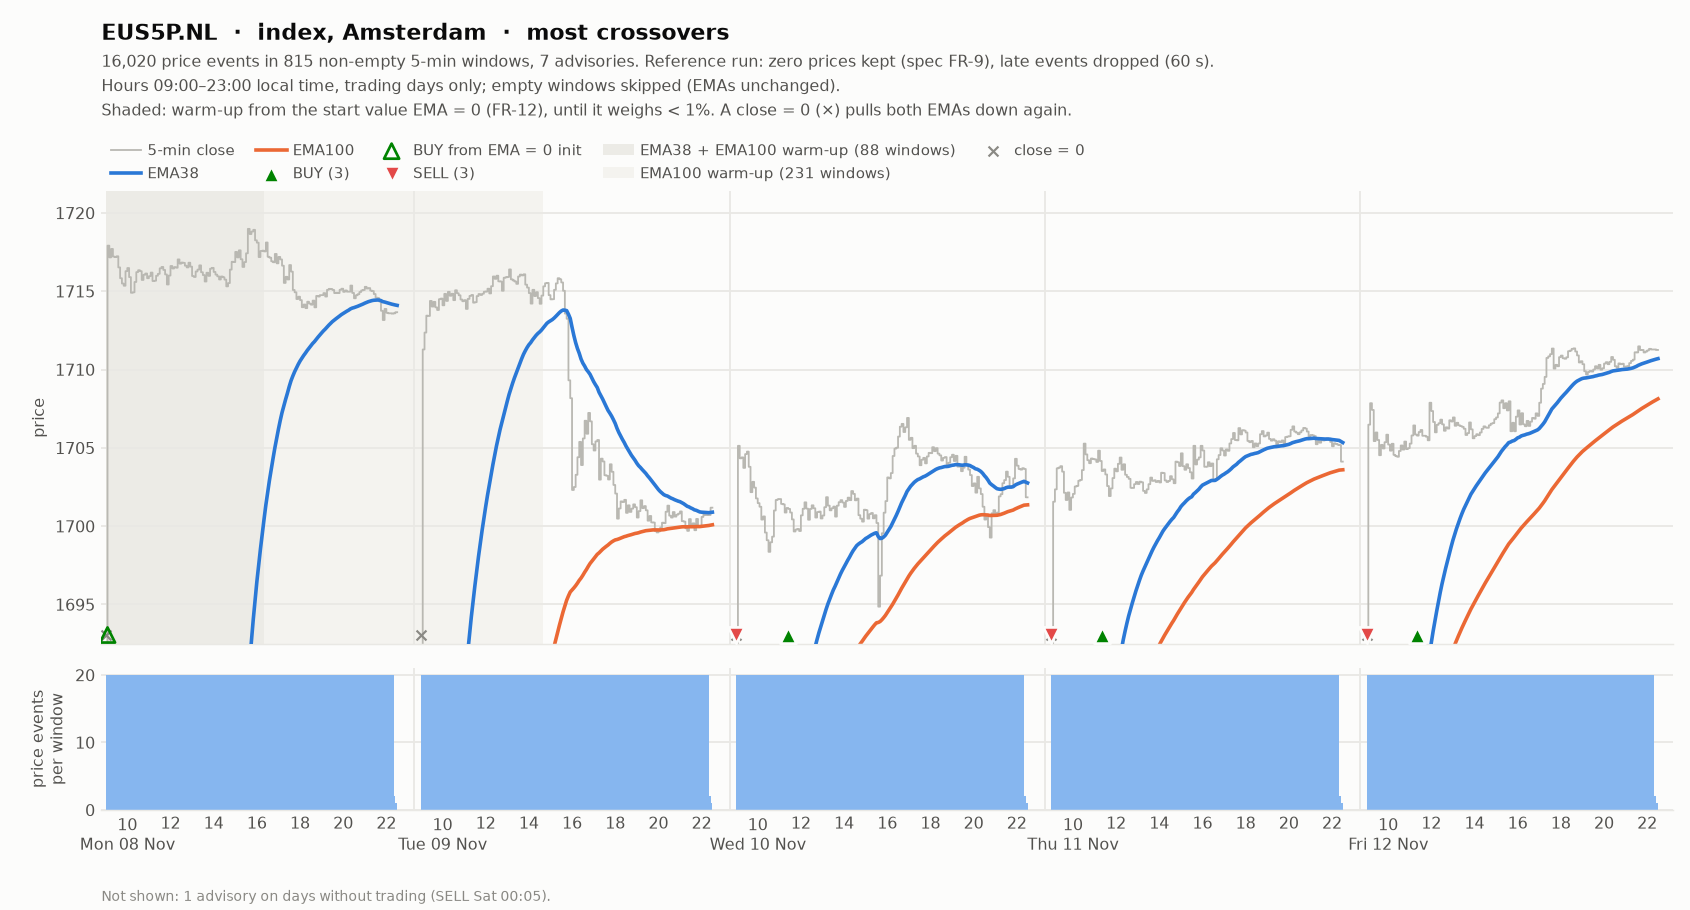 EUS5P.NL · index, Amsterdam · most crossovers
16,020 price events in 815 non-empty 5-min windows, 7 advisories. Reference run: zero prices kept (spec FR-9), late events dropped (60 s).
Hours 09:00–23:00 local time, trading days only; empty windows skipped (EMAs unchanged).
Shaded: warm-up from the start value EMA = 0 (FR-12), until it weighs < 1%. A close = 0 (×) pulls both EMAs down again.
5-min close EMA100 BUY from EMA = 0 init EMA38 + EMA100 warm-up (88 windows) close = 0
EMA38 BUY (3) SELL (3) EMA100 warm-up (231 windows)
1720
1715
1710
1705
1700
1695
price
20
10
0
price events
per window
10 12 14 16 18 20 22 10 12 14 16 18 20 22 10 12 14 16 18 20 22 10 12 14 16 18 20 22 10 12 14 16 18 20 22
Mon 08 Nov Tue 09 Nov Wed 10 Nov Thu 11 Nov Fri 12 Nov
Not shown: 1 advisory on days without trading (SELL Sat 00:05).